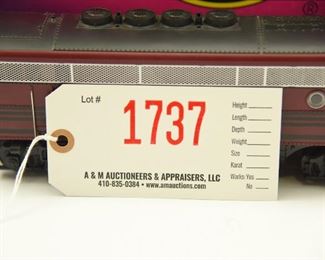 Lot #
1737
Height
Length
Depth
Weight
Size
Karat
Works-Yes
No
A & M AUCTIONEERS & APPRAISERS, LLC
410-835-0384 • www.amauctions.com